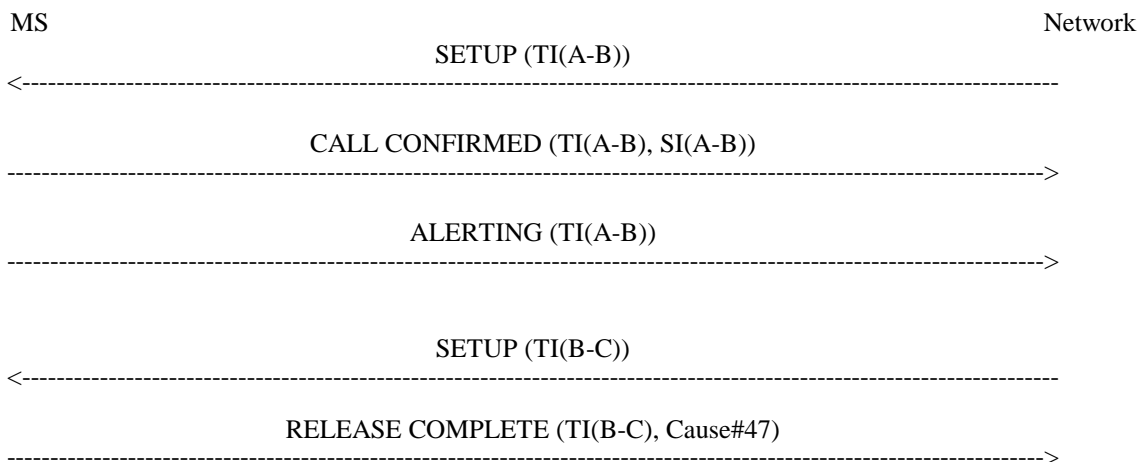 MS Network
SETUP (TI(A-B))
<------------------------------------------------------------------------------------------------------------------------
CALL CONFIRMED (TI(A-B), SI(A-B))
------------------------------------------------------------------------------------------------------------------------>
ALERTING (TI(A-B))
------------------------------------------------------------------------------------------------------------------------>
SETUP (TI(B-C))
<------------------------------------------------------------------------------------------------------------------------
RELEASE COMPLETE (TI(B-C), Cause#47)
------------------------------------------------------------------------------------------------------------------------>